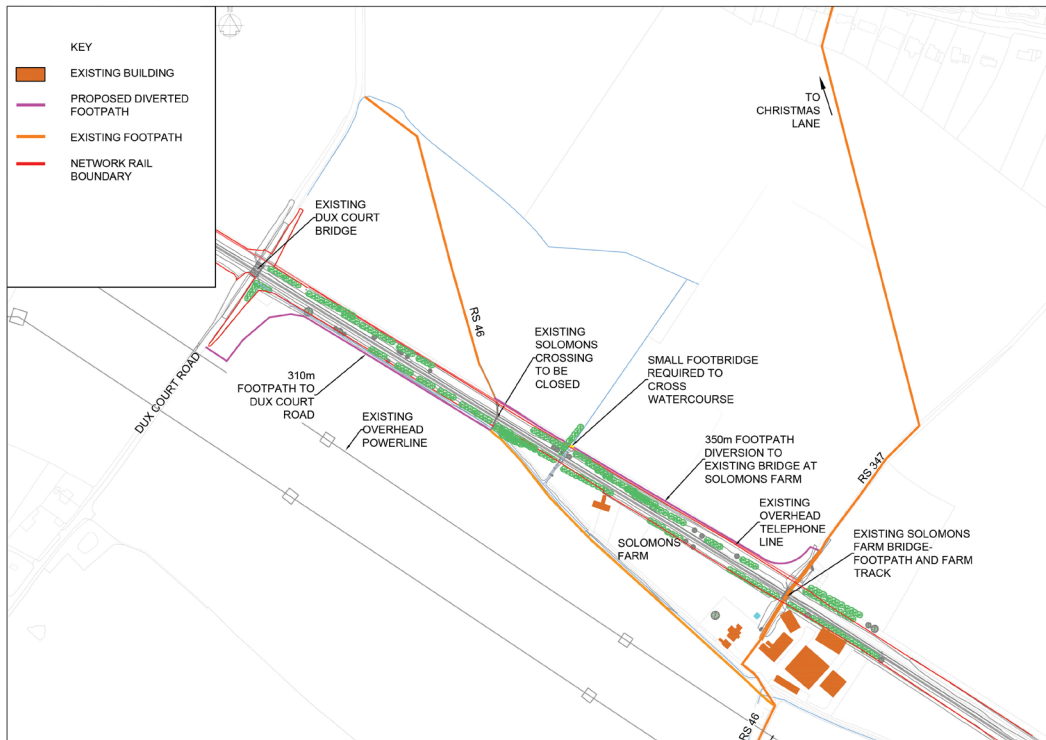 KEY
EXISTING BUILDING
PROPOSED DIVERTED
FOOTPATH
EXISTING FOOTPATH
NETWORK RAIL
BOUNDARY
TO
CHRISTMAS
LANE
EXISTING
DUX COURT
BRIDGE
RS 46
EXISTING
SOLOMONS
CROSSING
TO BE
CLOSED
SMALL FOOTBRIDGE
REQUIRED TO
CROSS
WATERCOURSE
DUX COURT ROAD
310m
FOOTPATH TO
DUX COURT
ROAD
EXISTING
OVERHEAD
POWERLINE
350m FOOTPATH
DIVERSION TO
EXISTING BRIDGE AT
SOLOMONS FARM
RS 347
EXISTING
OVERHEAD
TELEPHONE
LINE
EXISTING SOLOMONS
FARM BRIDGE-
FOOTPATH AND FARM
TRACK
SOLOMONS
FARM
RS 46